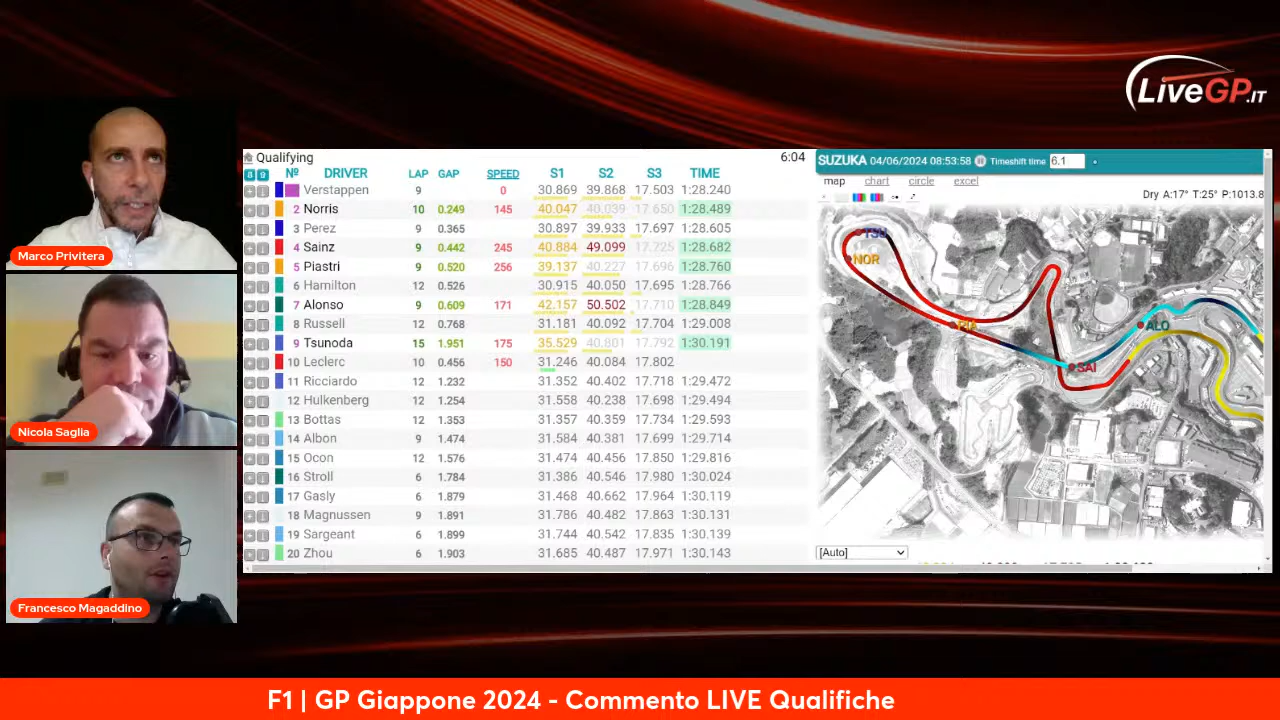 LiveGP.IT
Marco Privitera
Nicola Saglia
Francesco Magaddino
Qualifying 6:04
8 9 № DRIVER LAP GAP SPEED S1 S2 S3 TIME
Verstappen 9 0 30.869 39.868 17.503 1:28.240
2 Norris 10 0.249 145 40.047 40.039 17.650 1:28.489
3 Perez 9 0.365 30.897 39.933 17.697 1:28.605
4 Sainz 9 0.442 245 40.884 49.099 17.725 1:28.682
5 Piastri 9 0.520 256 39.137 40.227 17.696 1:28.760
6 Hamilton 12 0.526 30.915 40.050 17.695 1:28.766
7 Alonso 9 0.609 171 42.157 50.502 17.710 1:28.849
8 Russell 12 0.768 31.181 40.092 17.704 1:29.008
9 Tsunoda 15 1.951 175 35.529 40.801 17.792 1:30.191
10 Leclerc 10 0.456 150 31.246 40.084 17.802
11 Ricciardo 12 1.232 31.352 40.402 17.718 1:29.472
12 Hulkenberg 12 1.254 31.558 40.238 17.698 1:29.494
13 Bottas 12 1.353 31.357 40.359 17.734 1:29.593
14 Albon 9 1.474 31.584 40.381 17.699 1:29.714
15 Ocon 12 1.576 31.474 40.456 17.850 1:29.816
16 Stroll 6 1.784 31.386 40.546 17.980 1:30.024
17 Gasly 6 1.879 31.468 40.662 17.964 1:30.119
18 Magnussen 9 1.891 31.786 40.482 17.863 1:30.131
19 Sargeant 6 1.899 31.744 40.542 17.835 1:30.139
20 Zhou 6 1.903 31.685 40.487 17.971 1:30.143
SUZUKA 04/06/2024 08:53:58 Timeshift time 6.1
map chart circle excel
Dry A:17° T:25° P:1013.8
TSU
NOR
PIA
ALO
SAI
[Auto]
F1 | GP Giappone 2024 - Commento LIVE Qualifiche